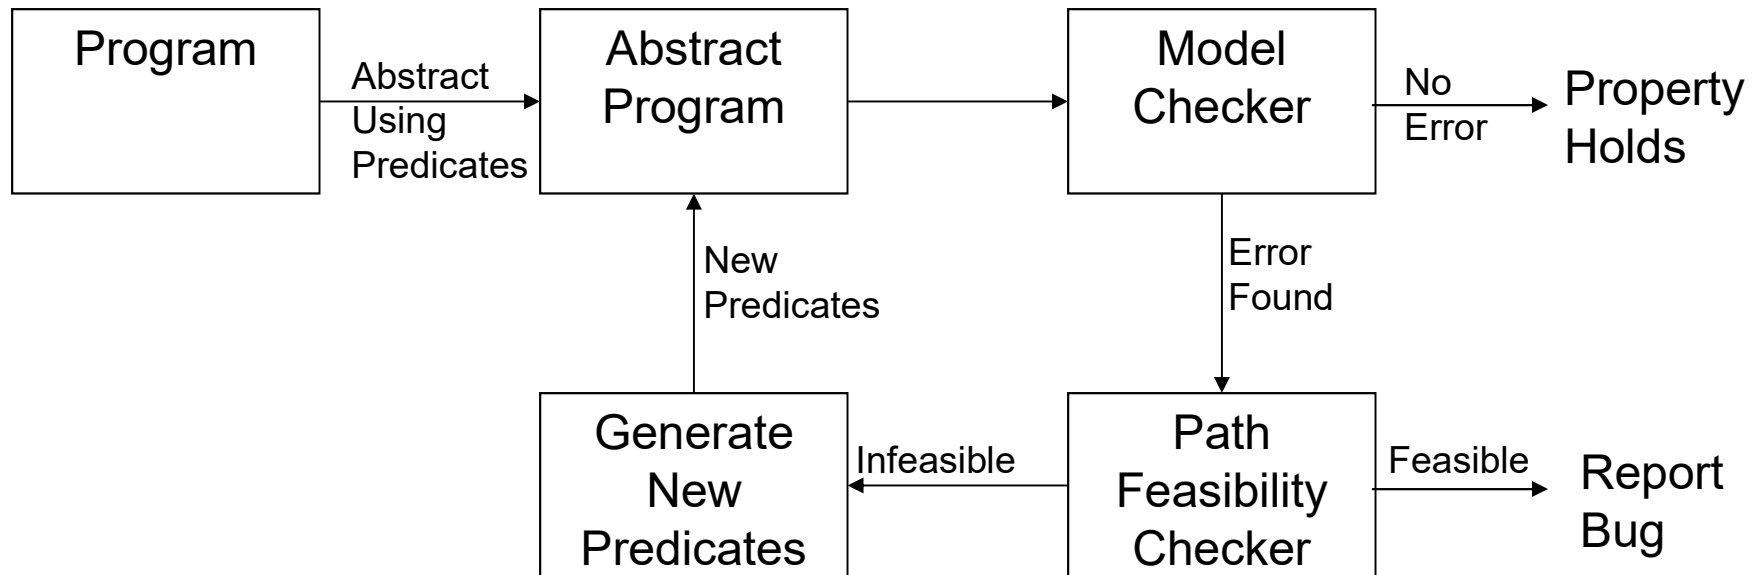 Program
Abstract
Using
Predicates
Abstract
Program
Model
Checker
No
Error
Property
Holds
New
Predicates
Error
Found
Generate
New
Predicates
Infeasible
Path
Feasibility
Checker
Feasible
Report
Bug